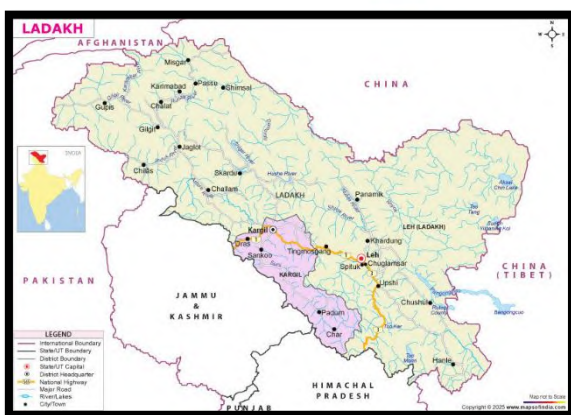 LADAKH
AFGHANISTAN
CHINA
Misgar
Passu
Karimabad
Shimsal
Gupis
Chalat
Gilgit
Jaglot
INDIA
Chilas
Skardu
Challam
LADAKH
Panamik
LEH (LADAKH)
Kargil
Dras
Khardung
Sankoo
Tingmosgang
Leh
Spituk
Chuglamsar
CHINA
(TIBET)
KARGIL
Upshi
PAKISTAN
Chushul
JAMMU
& KASHMIR
Padum
Char
Hanle
HIMACHAL
PRADESH
PUNJAB
LEGEND
International Boundary
State/UT Boundary
District Boundary
State/UT Capital
District Headquarter
National Highway
Major Road
River/Lakes
City/Town
Map not to Scale
Copyright © 2025 www.mapsofindia.com